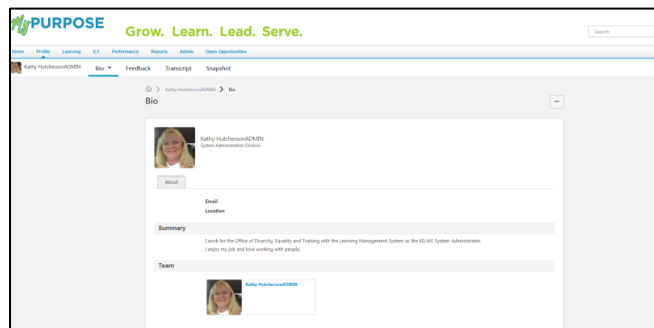 MyPURPOSE
Grow. Learn. Lead. Serve.
Search
Home Profile Learning ILT Performance Reports Admin Open Opportunities
Kathy HutchersonADMIN Bio Feedback Transcript Snapshot
Kathy HutchersonADMIN > Bio
Bio
Kathy HutchersonADMIN
System Administration Division
About
Email
Location
Summary
I work for the Office of Diversity, Equality and Training with the Learning Management System as the KELMS System Administrator.
I enjoy my job and love working with people.
Team
Kathy HutchersonADMIN